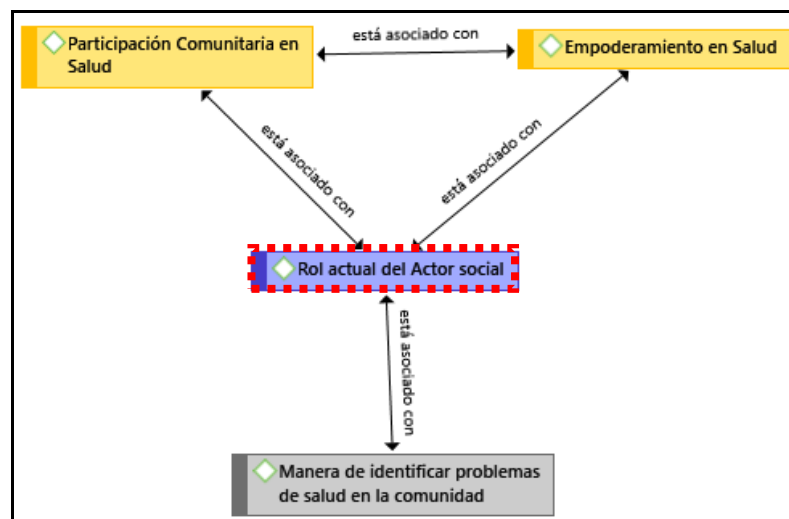 Participación Comunitaria en
Salud
está asociado con
Empoderamiento en Salud
está asociado con
está asociado con
Rol actual del Actor social
está asociado con
Manera de identificar problemas
de salud en la comunidad